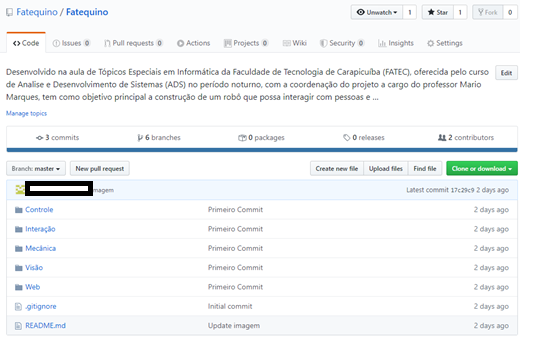 Fatequino / Fatequino
Unwatch 1 Star 1 Fork 0
Code Issues 0 Pull requests 0 Actions Projects 0 Wiki Security 0 Insights Settings
Desenvolvido na aula de Tópicos Especiais em Informática da Faculdade de Tecnologia de Carapicuíba (FATEC), oferecida pelo curso
de Analise e Desenvolvimento de Sistemas (ADS) no período noturno, com a coordenação do projeto a cargo do professor Mario
Marques, tem como objetivo principal a construção de um robô que possa interagir com pessoas e ...
Edit
Manage topics
3 commits 6 branches 0 packages 0 releases 2 contributors
Branch: master New pull request Create new file Upload files Find file Clone or download
imagem Latest commit 17c29c9 2 days ago
Controle Primeiro Commit 2 days ago
Interação Primeiro Commit 2 days ago
Mecânica Primeiro Commit 2 days ago
Visão Primeiro Commit 2 days ago
Web Primeiro Commit 2 days ago
.gitignore Initial commit 2 days ago
README.md Update imagem 2 days ago